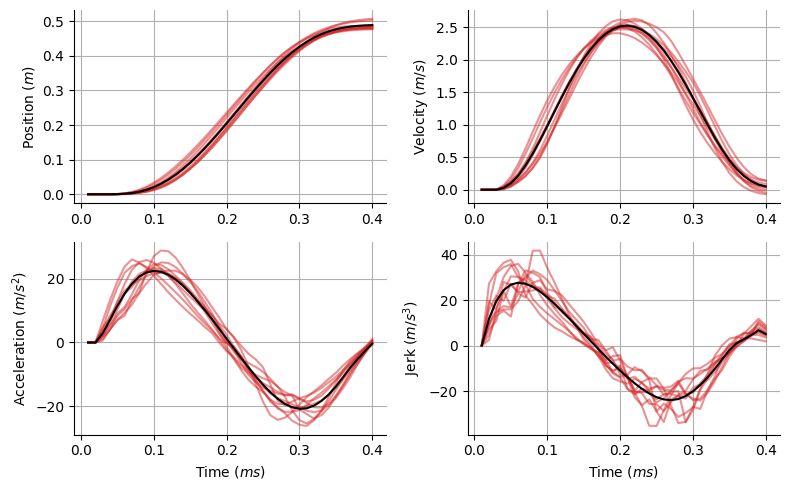 Position (m)
0.5
0.4
0.3
0.2
0.1
0.0
0.0 0.1 0.2 0.3 0.4
Velocity (m/s)
2.5
2.0
1.5
1.0
0.5
0.0
0.0 0.1 0.2 0.3 0.4
Acceleration (m/s²)
20
0
−20
0.0 0.1 0.2 0.3 0.4
Time (ms)
Jerk (m/s³)
40
20
0
−20
0.0 0.1 0.2 0.3 0.4
Time (ms)